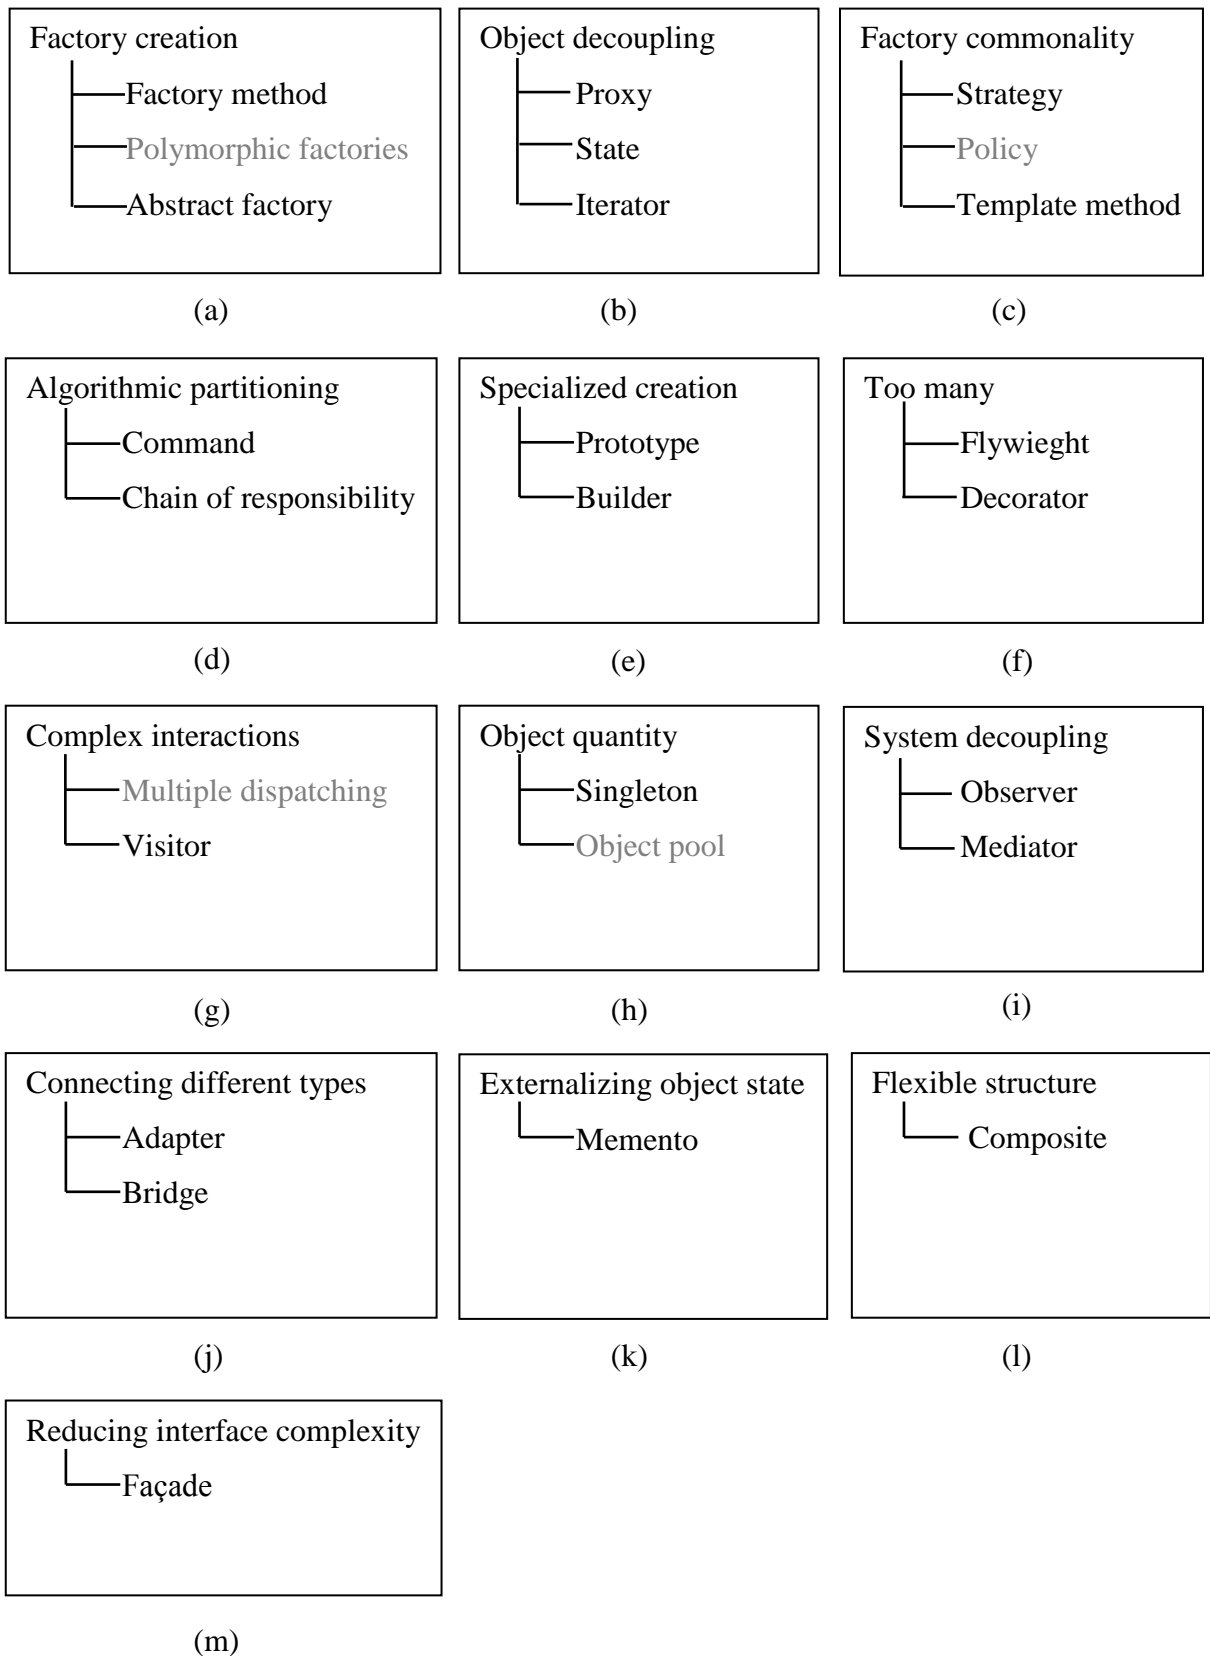 Factory creation
Factory method
Polymorphic factories
Abstract factory
(a)
Object decoupling
Proxy
State
Iterator
(b)
Factory commonality
Strategy
Policy
Template method
(c)
Algorithmic partitioning
Command
Chain of responsibility
(d)
Specialized creation
Prototype
Builder
(e)
Too many
Flywieght
Decorator
(f)
Complex interactions
Multiple dispatching
Visitor
(g)
Object quantity
Singleton
Object pool
(h)
System decoupling
Observer
Mediator
(i)
Connecting different types
Adapter
Bridge
(j)
Externalizing object state
Memento
(k)
Flexible structure
Composite
(l)
Reducing interface complexity
Façade
(m)